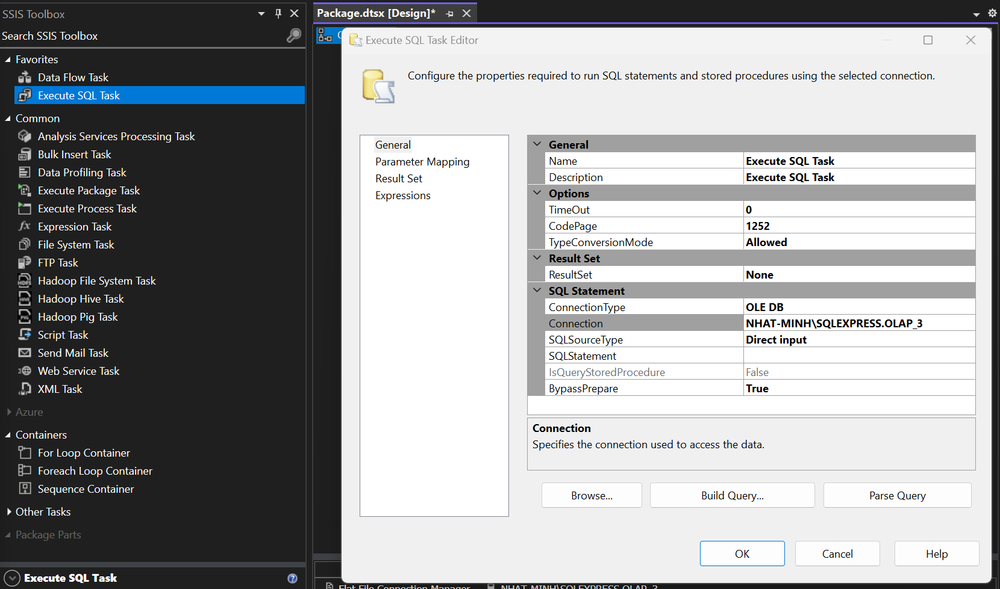 SSIS Toolbox
Search SSIS Toolbox
Favorites
Data Flow Task
Execute SQL Task
Common
Analysis Services Processing Task
Bulk Insert Task
Data Profiling Task
Execute Package Task
Execute Process Task
Expression Task
File System Task
FTP Task
Hadoop File System Task
Hadoop Hive Task
Hadoop Pig Task
Script Task
Send Mail Task
Web Service Task
XML Task
Azure
Containers
For Loop Container
Foreach Loop Container
Sequence Container
Other Tasks
Package Parts
Execute SQL Task
Package.dtsx [Design]*
Execute SQL Task Editor
Configure the properties required to run SQL statements and stored procedures using the selected connection.
General
Parameter Mapping
Result Set
Expressions
General
Name Execute SQL Task
Description Execute SQL Task
Options
TimeOut 0
CodePage 1252
TypeConversionMode Allowed
Result Set
ResultSet None
SQL Statement
ConnectionType OLE DB
Connection NHAT-MINH\SQLEXPRESS.OLAP_3
SQLSourceType Direct input
SQLStatement
IsQueryStoredProcedure False
BypassPrepare True
Connection
Specifies the connection used to access the data.
Browse... Build Query... Parse Query
OK Cancel Help
Flat File Connection Manager NHAT-MINH\SQLEXPRESS.OLAP_3